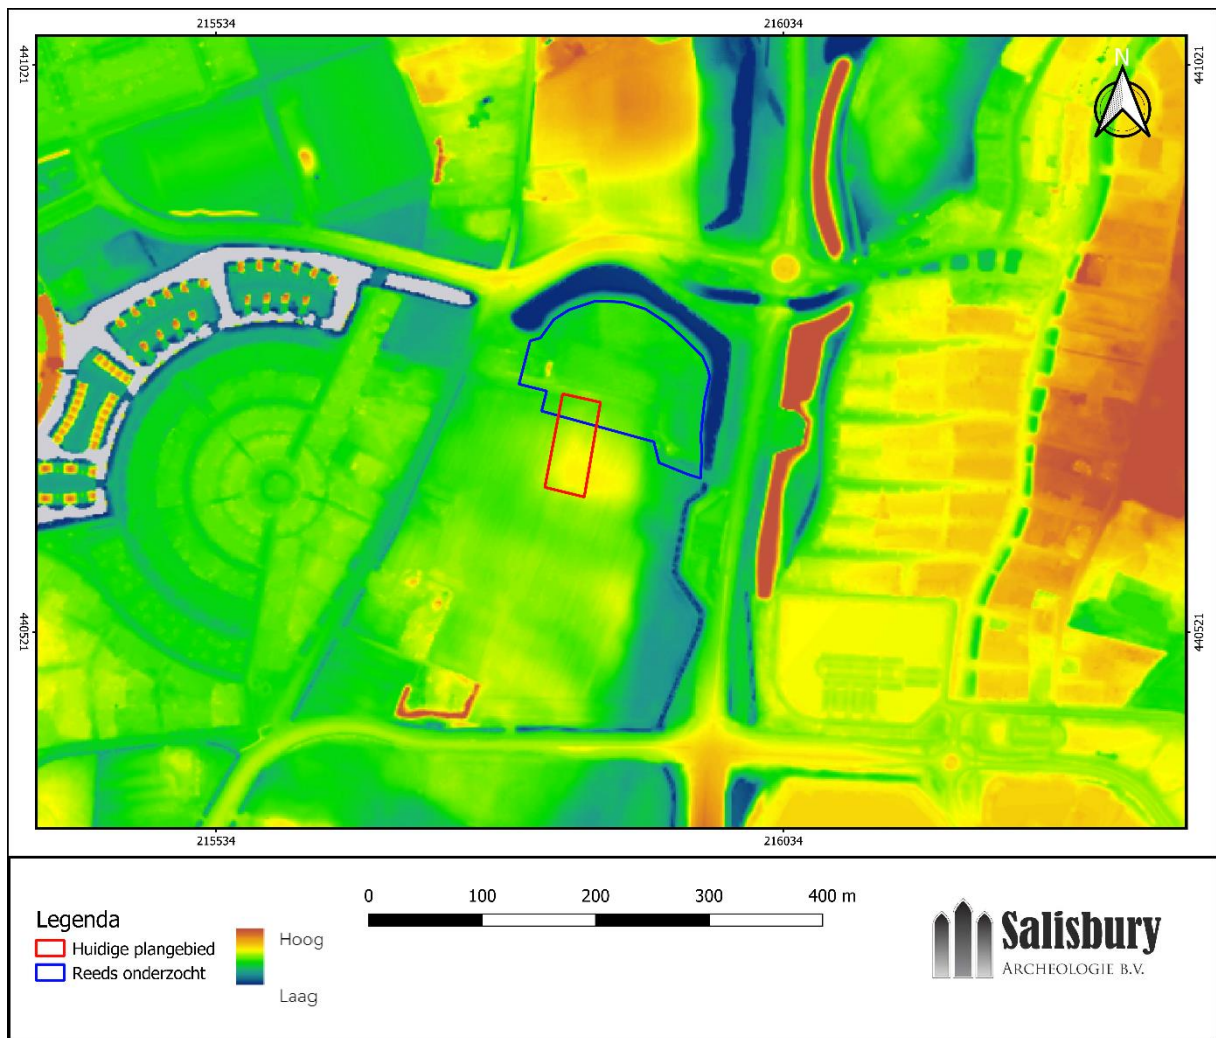 215534 216034
441021 441021
N
440521 440521
215534 216034
0 100 200 300 400 m
Legenda
Huidige plangebied
Reeds onderzocht
Hoog
Laag
Salisbury
ARCHEOLOGIE B.V.